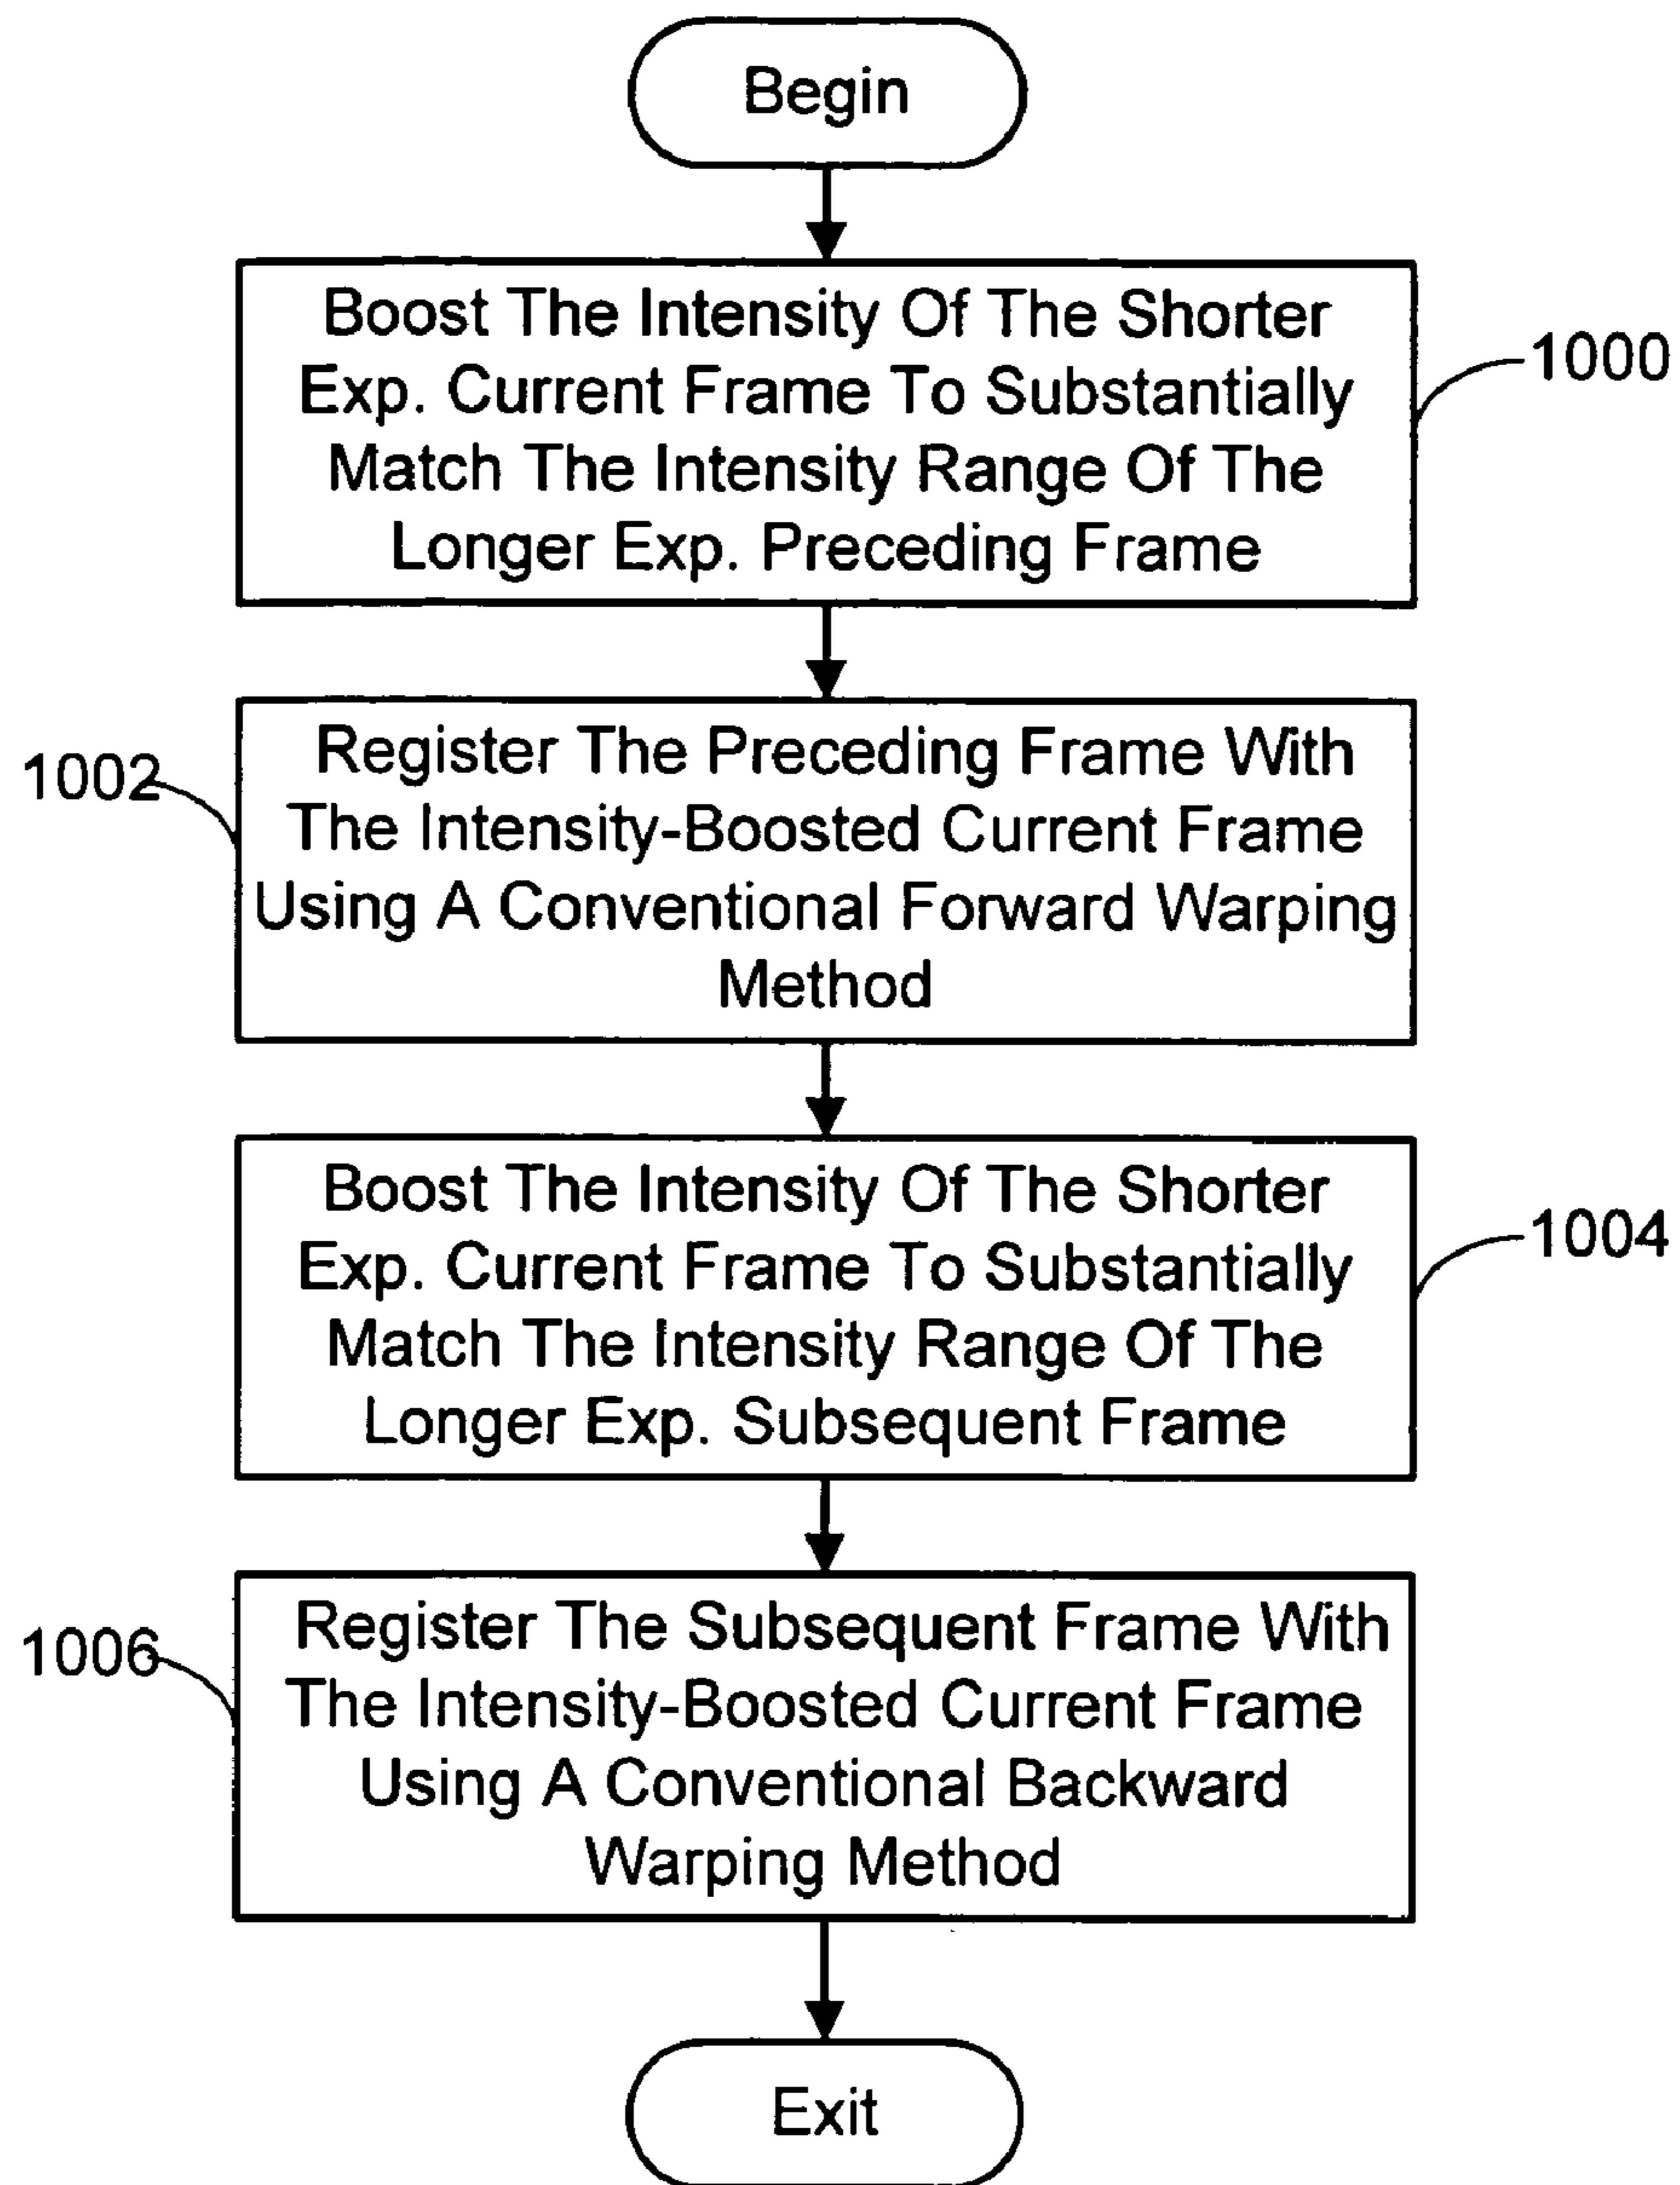 Begin
Boost The Intensity Of The Shorter
Exp. Current Frame To Substantially
Match The Intensity Range Of The
Longer Exp. Preceding Frame
1000
Register The Preceding Frame With
The Intensity-Boosted Current Frame
Using A Conventional Forward Warping
Method
1002
Boost The Intensity Of The Shorter
Exp. Current Frame To Substantially
Match The Intensity Range Of The
Longer Exp. Subsequent Frame
1004
Register The Subsequent Frame With
The Intensity-Boosted Current Frame
Using A Conventional Backward
Warping Method
1006
Exit